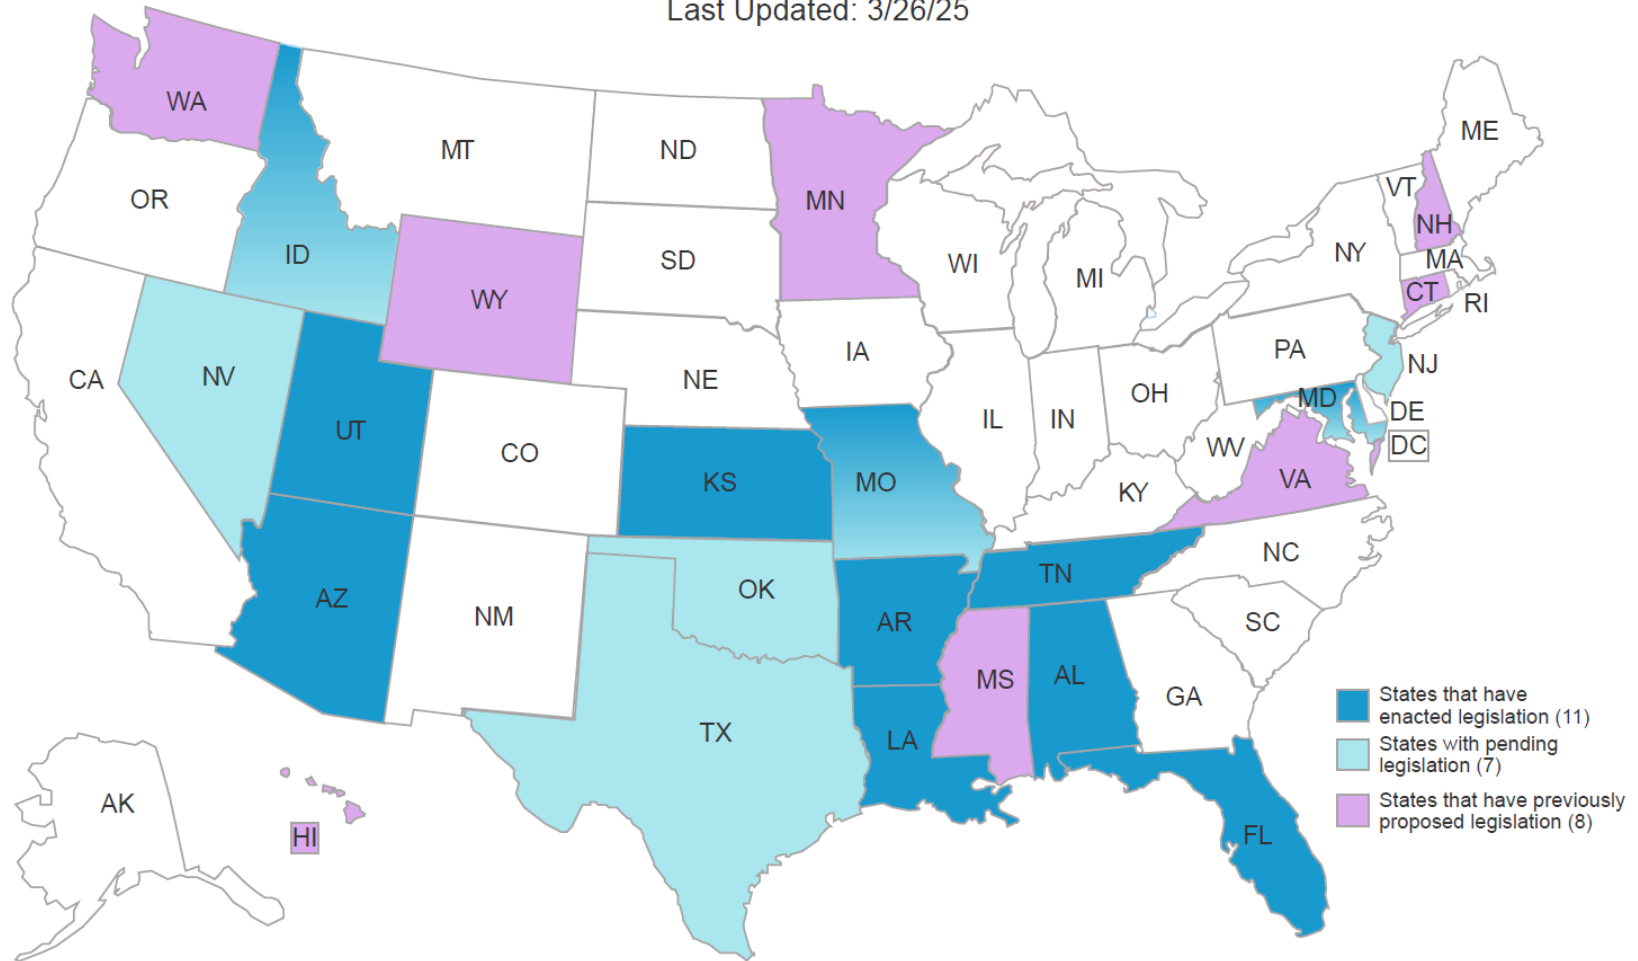 Last Updated: 3/26/25
WA
MT
ND
MN
ME
OR
ID
WY
SD
WI
MI
NY
VT
NH
MA
CT
RI
CA
NV
UT
CO
NE
IA
IL
IN
OH
PA
NJ
MD
DE
DC
WV
VA
KS
MO
KY
AZ
NM
OK
AR
TN
NC
SC
TX
LA
MS
AL
GA
FL
AK
HI
States that have
enacted legislation (11)
States with pending
legislation (7)
States that have previously
proposed legislation (8)